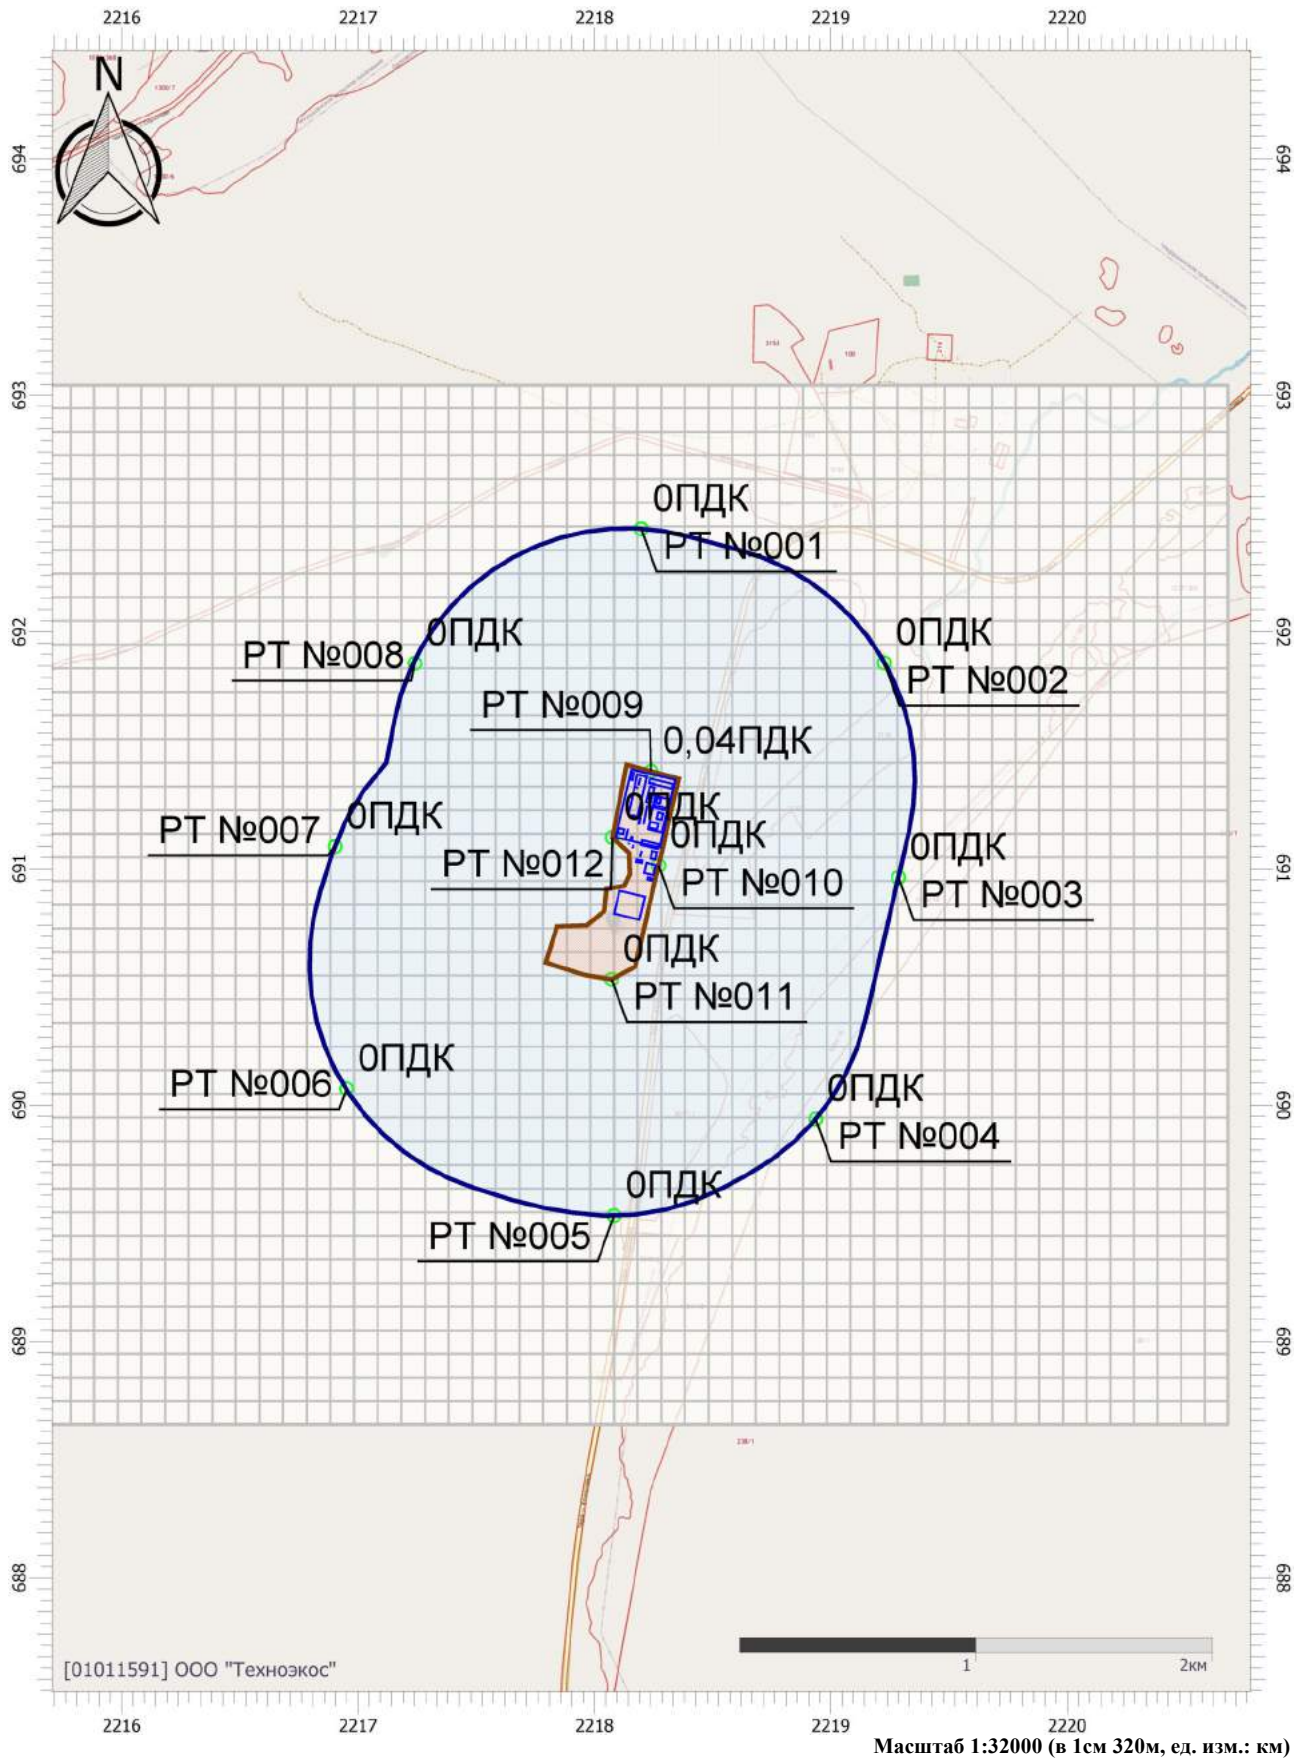 2216 2217 2218 2219 2220
N
694 694
693 693
0ПДК
РТ №001
692 692
0ПДК
РТ №008
0ПДК
РТ №002
РТ №009
0,04ПДК
0ПДК
РТ №007
0ПДК
РТ №012
0ПДК
РТ №010
0ПДК
РТ №003
691 691
0ПДК
РТ №011
0ПДК
РТ №006
0ПДК
РТ №004
690 690
0ПДК
РТ №005
689 689
238/1
688 688
[01011591] ООО "Техноэкос"
1 2км
2216 2217 2218 2219 2220
Масштаб 1:32000 (в 1см 320м, ед. изм.: км)